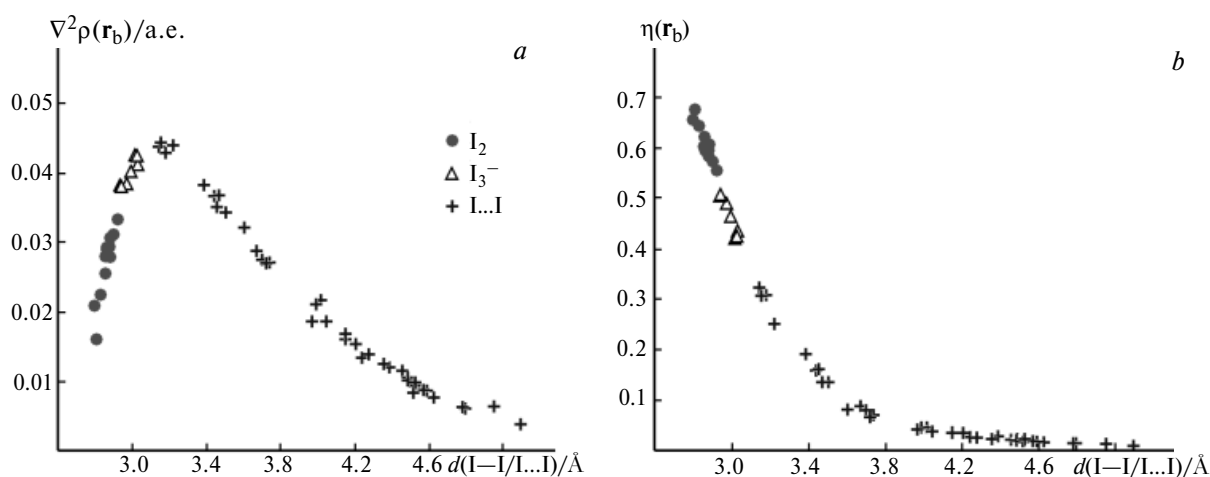 ∇²ρ(r_b)/a.e.
a
0.05
0.04
0.03
0.02
0.01
I₂
I₃⁻
I...I
3.0 3.4 3.8 4.2 4.6 d(I—I/I...I)/Å
η(r_b)
b
0.7
0.6
0.5
0.4
0.3
0.2
0.1
3.0 3.4 3.8 4.2 4.6 d(I—I/I...I)/Å